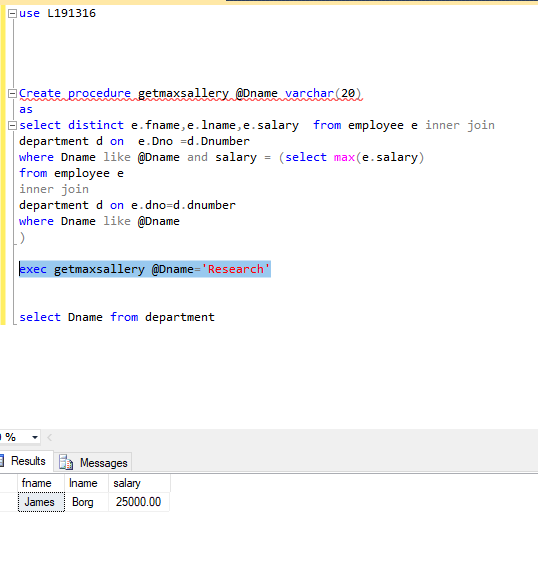 use L191316
Create procedure getmaxsallery @Dname varchar(20)
as
select distinct e.fname,e.lname,e.salary  from employee e inner join
department d on  e.Dno =d.Dnumber
where Dname like @Dname and salary = (select max(e.salary)
from employee e
inner join
department d on e.dno=d.dnumber
where Dname like @Dname
)
exec getmaxsallery @Dname='Research'
select Dname from department
%
Results Messages
fname lname salary
James Borg 25000.00